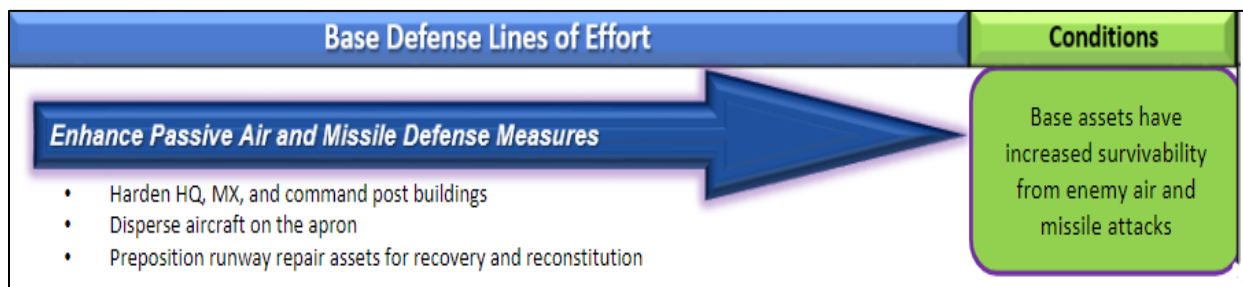 Base Defense Lines of Effort
Conditions
Enhance Passive Air and Missile Defense Measures
• Harden HQ, MX, and command post buildings
• Disperse aircraft on the apron
• Preposition runway repair assets for recovery and reconstitution
Base assets have
increased survivability
from enemy air and
missile attacks